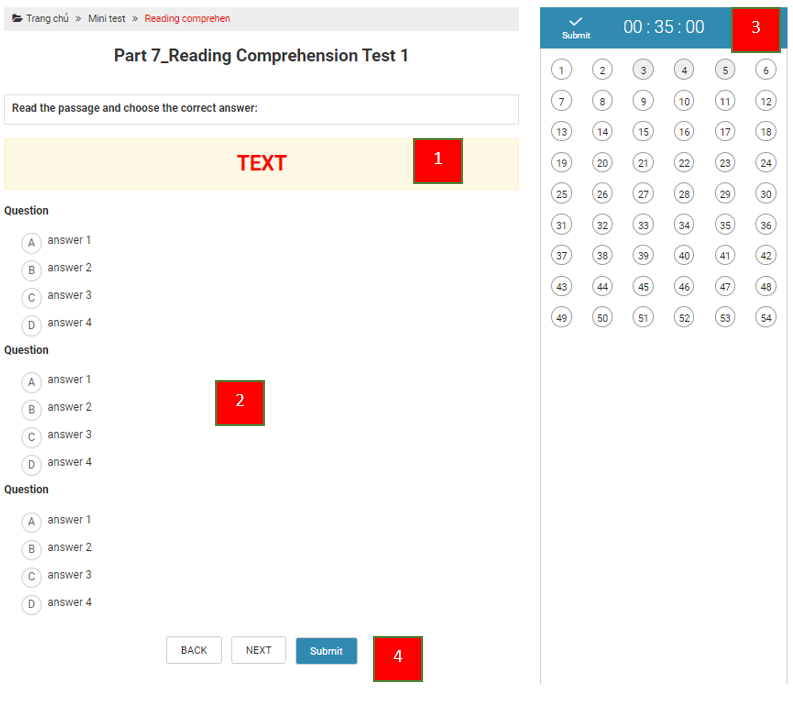 Trang chủ » Mini test » Reading comprehen
Part 7_Reading Comprehension Test 1
Read the passage and choose the correct answer:
TEXT
1
Question
A answer 1
B answer 2
C answer 3
D answer 4
Question
A answer 1
B answer 2
C answer 3
D answer 4
2
Question
A answer 1
B answer 2
C answer 3
D answer 4
BACK NEXT Submit
4
Submit
00 : 35 : 00
3
1 2 3 4 5 6
7 8 9 10 11 12
13 14 15 16 17 18
19 20 21 22 23 24
25 26 27 28 29 30
31 32 33 34 35 36
37 38 39 40 41 42
43 44 45 46 47 48
49 50 51 52 53 54